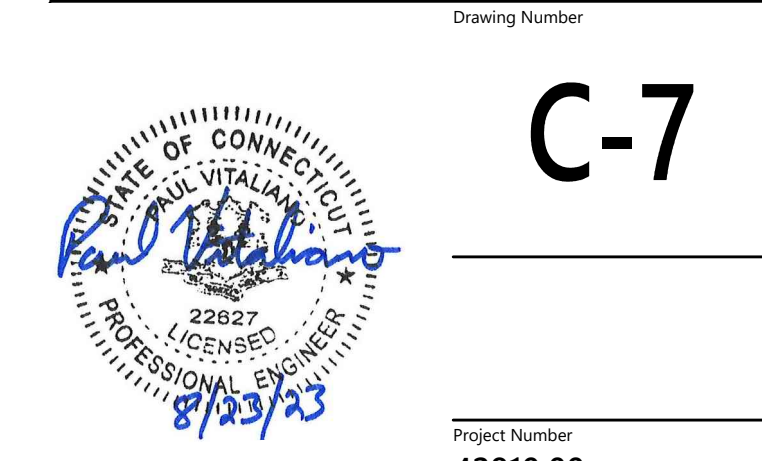 Drawing Number
C-7
STATE OF CONNECTICUT
PAUL VITALIANO
Paul Vitaliano
22627
LICENSED
PROFESSIONAL ENGINEER
8/23/23
Project Number